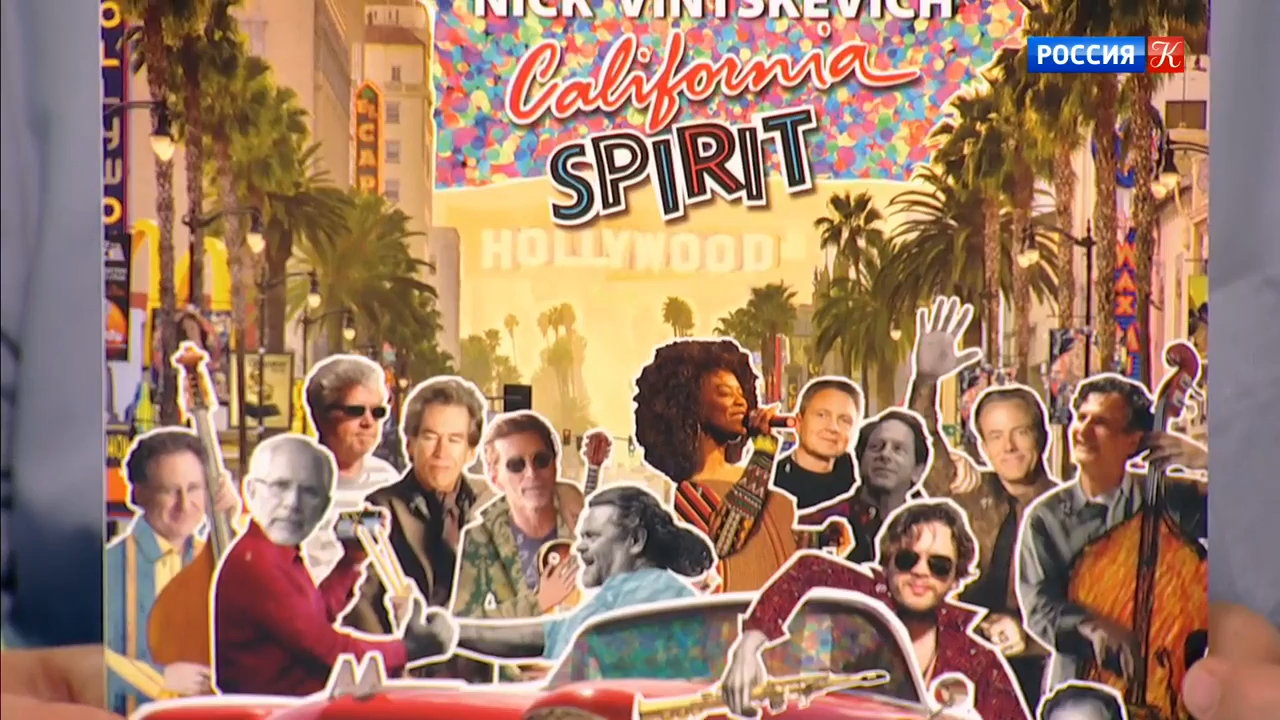 NICK VINTSKEVICH
РОССИЯ К
California
SPIRIT
HOLLYWOOD